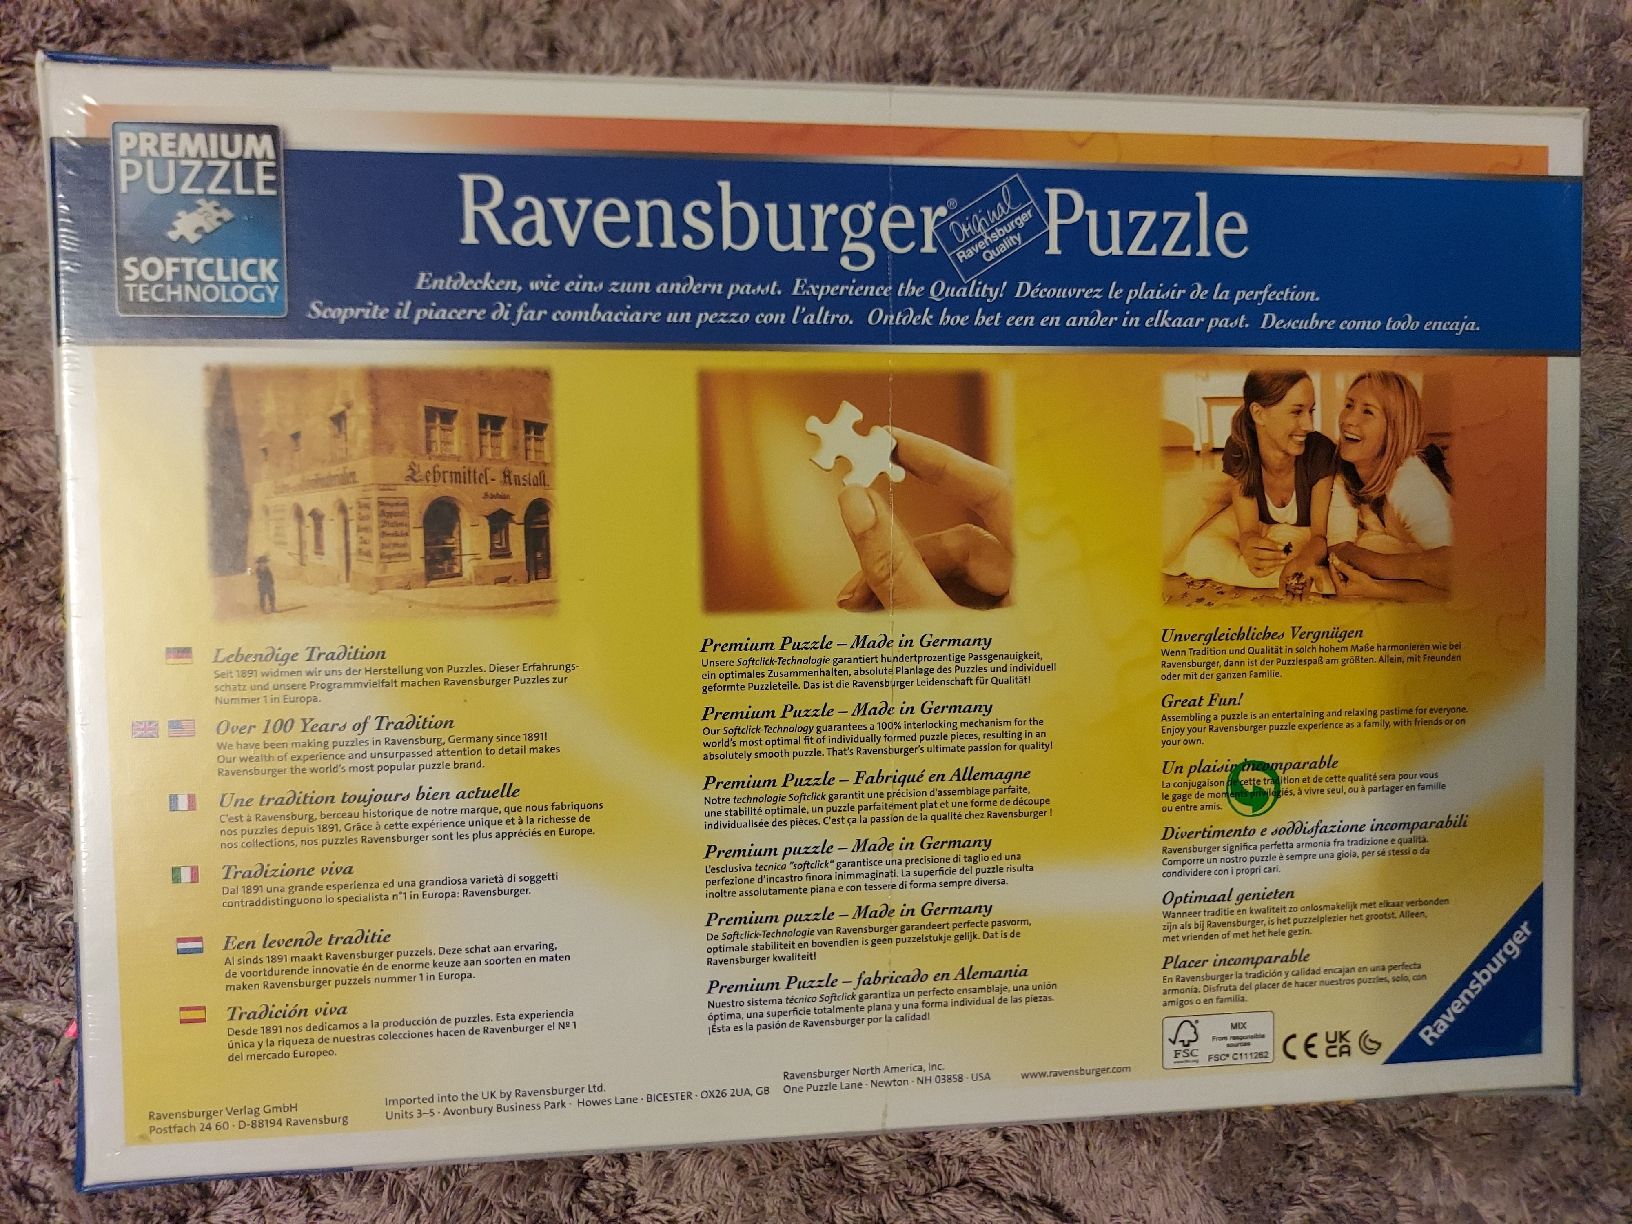 PREMIUM
PUZZLE
SOFTCLICK
TECHNOLOGY
Ravensburger® Puzzle
Original
Ravensburger
Quality
Entdecken, wie eins zum andern passt. Experience the Quality! Découvrez le plaisir de la perfection.
Scoprite il piacere di far combaciare un pezzo con l'altro. Ontdek hoe het een en ander in elkaar past. Descubre como todo encaja.
Lehrmittel-Anstalt.
Lebendige Tradition
Seit 1891 widmen wir uns der Herstellung von Puzzles. Dieser Erfahrungs-
schatz und unsere Programmvielfalt machen Ravensburger Puzzles zur
Nummer 1 in Europa.
Over 100 Years of Tradition
We have been making puzzles in Ravensburg, Germany since 1891!
Our wealth of experience and unsurpassed attention to detail makes
Ravensburger the world's most popular puzzle brand.
Une tradition toujours bien actuelle
C'est à Ravensburg, berceau historique de notre marque, que nous fabriquons
nos puzzles depuis 1891. Grâce à cette expérience unique et à la richesse de
nos collections, nos puzzles Ravensburger sont les plus appréciés en Europe.
Tradizione viva
Dal 1891 una grande esperienza ed una grandiosa varietà di soggetti
contraddistinguono lo specialista n°1 in Europa: Ravensburger.
Een levende traditie
Al sinds 1891 maakt Ravensburger puzzels. Deze schat aan ervaring,
de voortdurende innovatie én de enorme keuze aan soorten en maten
maken Ravensburger puzzels nummer 1 in Europa.
Tradición viva
Desde 1891 nos dedicamos a la producción de puzzles. Esta experiencia
única y la riqueza de nuestras colecciones hacen de Ravenburger el Nº 1
del mercado Europeo.
Premium Puzzle – Made in Germany
Unsere Softclick-Technologie garantiert hundertprozentige Passgenauigkeit,
ein optimales Zusammenhalten, absolute Planlage des Puzzles und individuell
geformte Puzzleteile. Das ist die Ravensburger Leidenschaft für Qualität!
Premium Puzzle – Made in Germany
Our Softclick Technology guarantees a 100% interlocking mechanism for the
world's most optimal fit of individually formed puzzle pieces, resulting in an
absolutely smooth puzzle. That's Ravensburger's ultimate passion for quality!
Premium Puzzle – Fabriqué en Allemagne
Notre technologie Softclick garantit une précision d'assemblage parfaite,
une stabilité optimale, un puzzle parfaitement plat et une forme de découpe
individualisée des pièces. C'est ça la passion de la qualité chez Ravensburger !
Premium puzzle – Made in Germany
L'esclusiva tecnica "softclick" garantisce una precisione di taglio ed una
perfezione d'incastro finora inimmaginati. La superficie del puzzle risulta
inoltre assolutamente piana e con tessere di forma sempre diversa.
Premium puzzle – Made in Germany
De Softclick-Technologie van Ravensburger garandeert perfecte pasvorm,
optimale stabiliteit en bovendien is geen puzzelstukje gelijk. Dat is de
Ravensburger kwaliteit!
Premium Puzzle – fabricado en Alemania
Nuestro sistema técnico Softclick garantiza un perfecto ensamblaje, una unión
óptima, una superficie totalmente plana y una forma individual de las piezas.
¡Ésta es la pasión de Ravensburger por la calidad!
Unvergleichliches Vergnügen
Wenn Tradition und Qualität in solch hohem Maße harmonieren wie bei
Ravensburger, dann ist der Puzzlespaß am größten. Allein, mit Freunden
oder mit der ganzen Familie.
Great Fun!
Assembling a puzzle is an entertaining and relaxing pastime for everyone.
Enjoy your Ravensburger puzzle experience as a family, with friends or on
your own.
Un plaisir incomparable
La conjugaison de cette tradition et de cette qualité sera pour vous
le gage de moments privilégiés, à vivre seul, ou à partager en famille
ou entre amis.
Divertimento e soddisfazione incomparabili
Ravensburger significa perfetta armonia fra tradizione e qualità.
Comporre un nostro puzzle è sempre una gioia, per sé stessi o da
condividere con i propri cari.
Optimaal genieten
Wanneer traditie en kwaliteit zo onlosmakelijk met elkaar verbonden
zijn als bij Ravensburger, is het puzzelplezier het grootst. Alleen,
met vrienden of met het hele gezin.
Placer incomparable
En Ravensburger la tradición y calidad encajan en una perfecta
armonía. Disfruta del placer de hacer nuestros puzzles, solo, con
amigos o en familia.
FSC
MIX
From responsible
sources
FSC® C111262
CE UK
CA
Ravensburger
Ravensburger Verlag GmbH
Postfach 24 60 · D-88194 Ravensburg
Imported into the UK by Ravensburger Ltd.
Units 3–5 · Avonbury Business Park · Howes Lane · BICESTER · OX26 2UA, GB
Ravensburger North America, Inc.
One Puzzle Lane · Newton · NH 03858 · USA
www.ravensburger.com